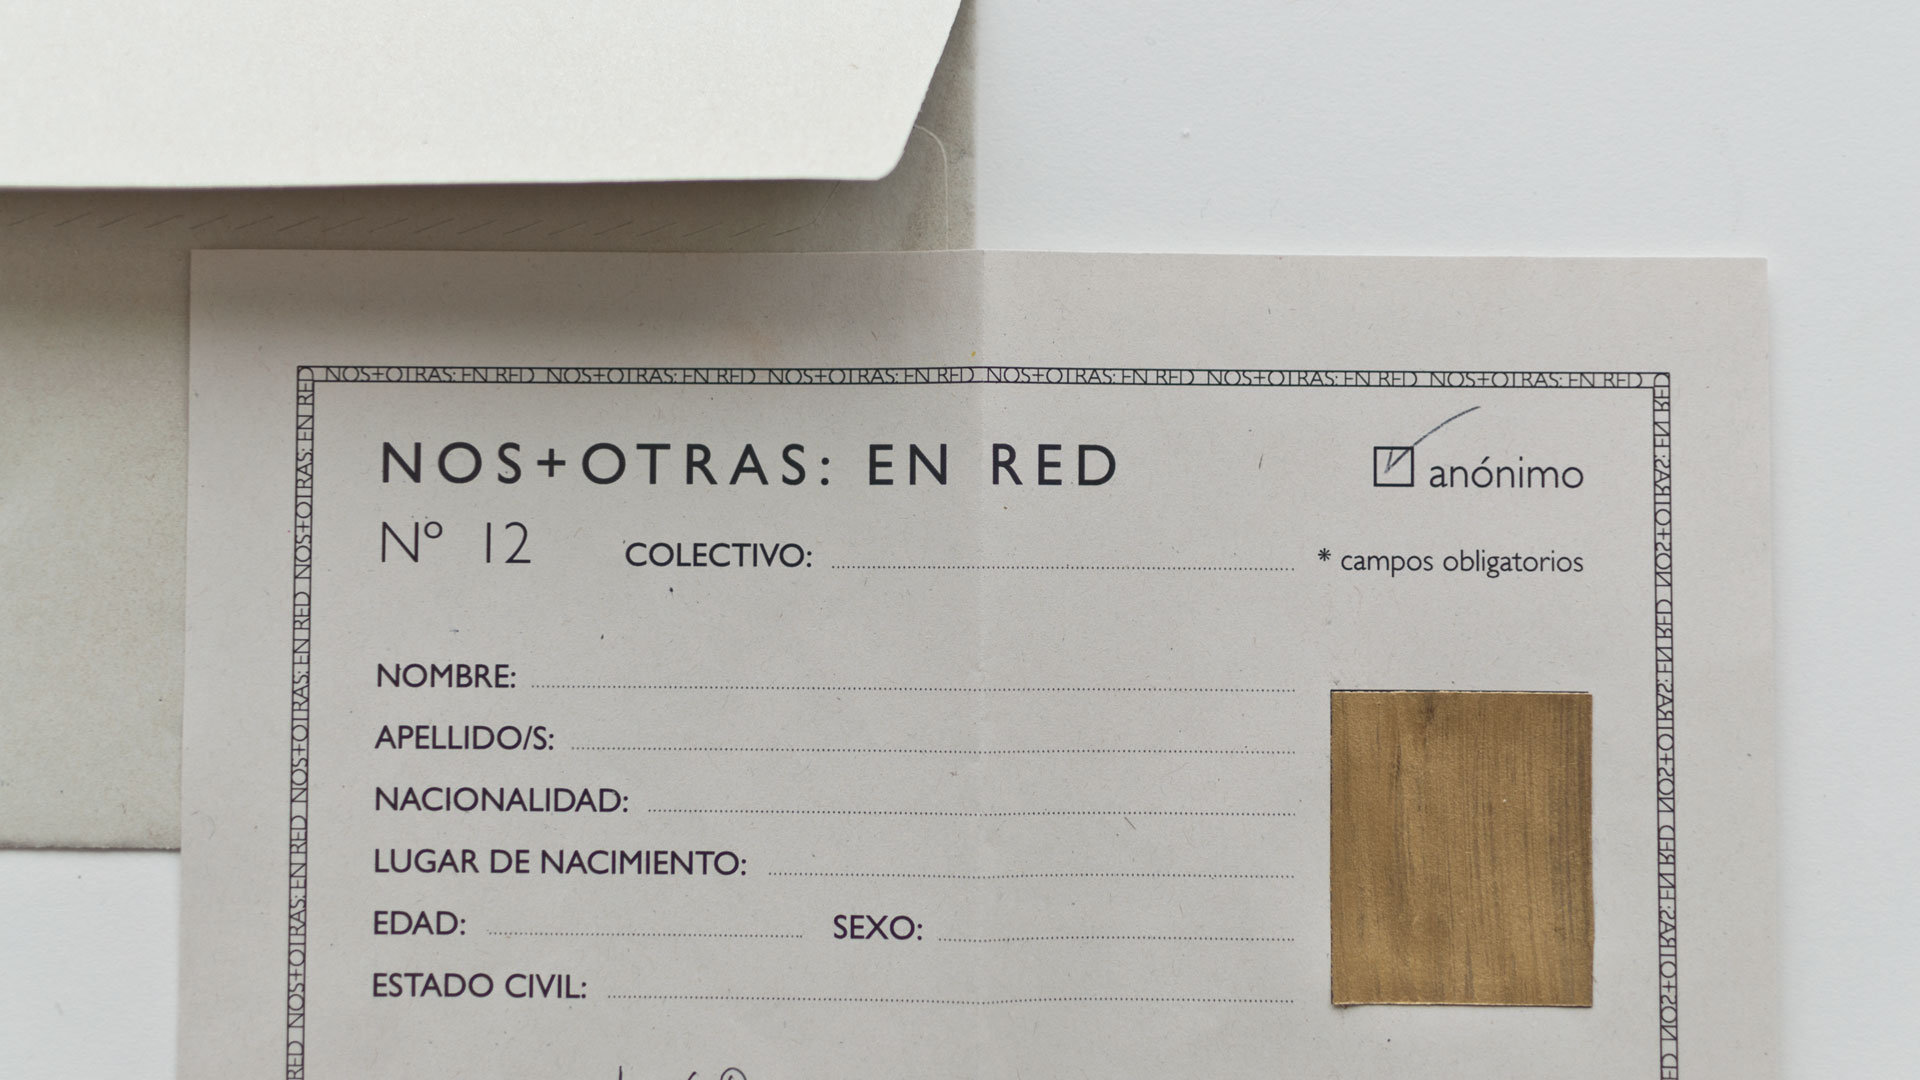 NOS+OTRAS: EN RED NOS+OTRAS: EN RED NOS+OTRAS: EN RED NOS+OTRAS: EN RED NOS+OTRAS: EN RED NOS+OTRAS: EN RED
NOS+OTRAS: EN RED
anónimo
Nº 12
COLECTIVO:
* campos obligatorios
NOMBRE:
APELLIDO/S:
NACIONALIDAD:
LUGAR DE NACIMIENTO:
EDAD: SEXO:
ESTADO CIVIL: